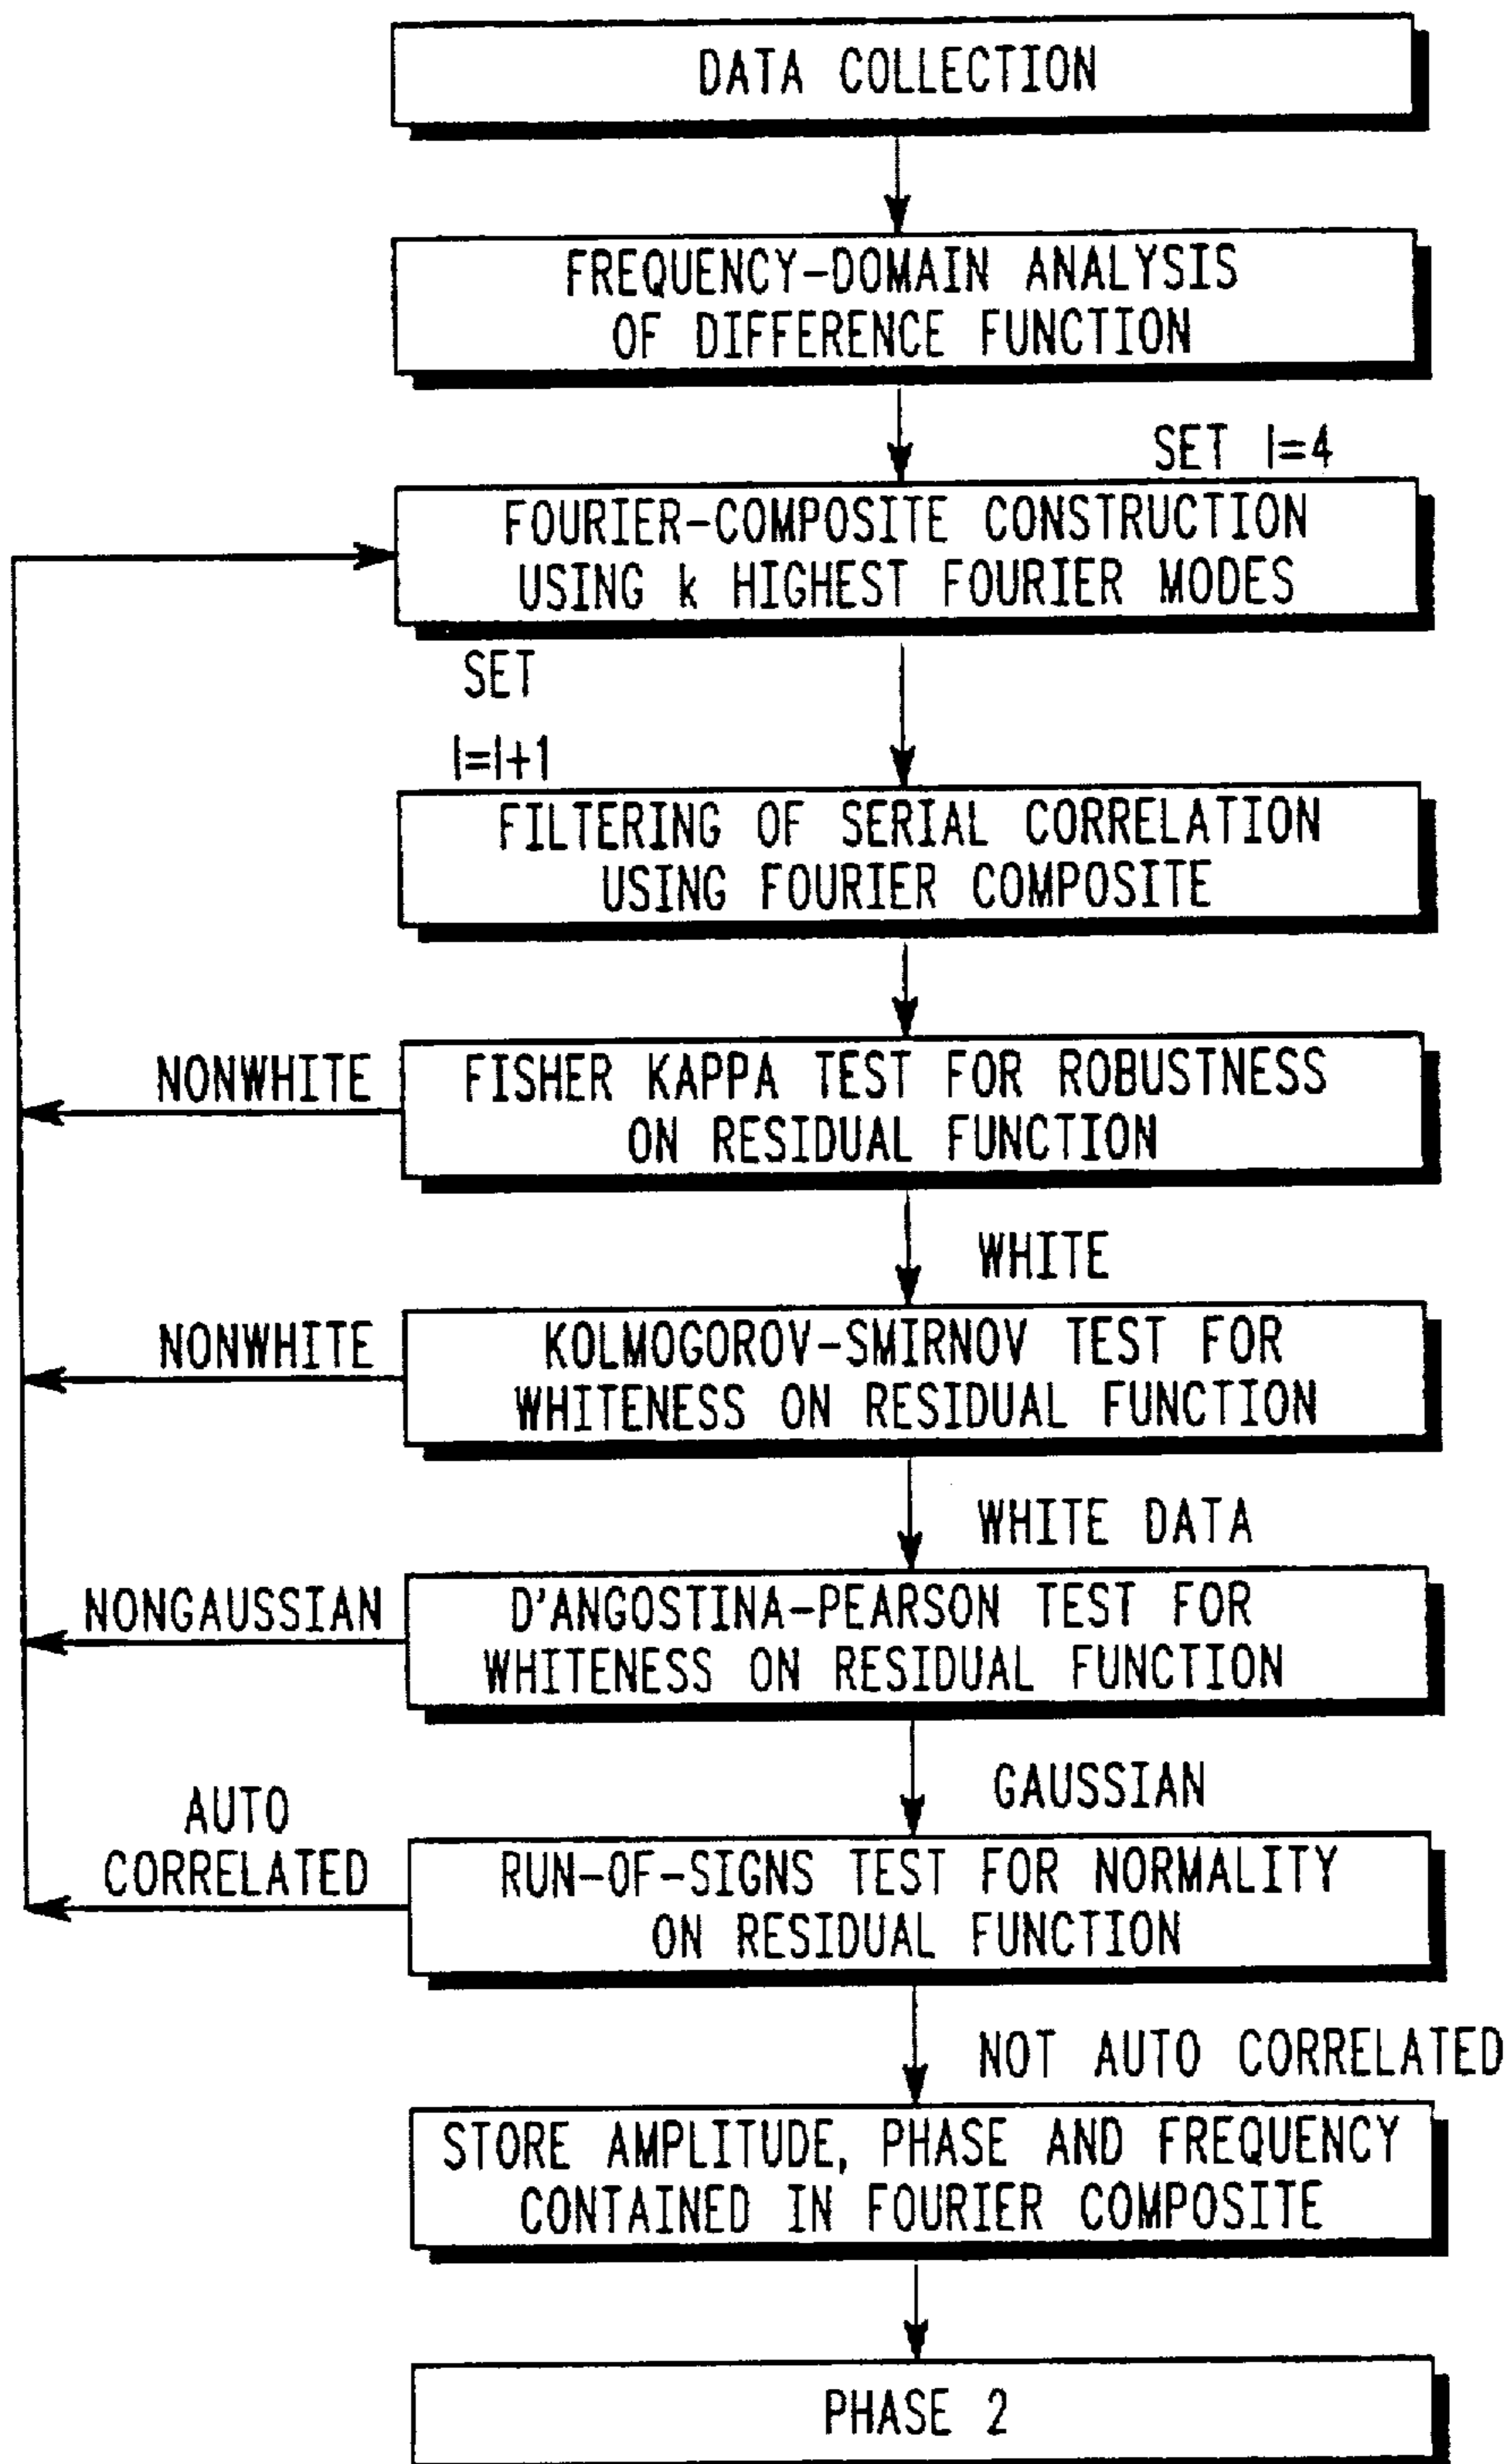 DATA COLLECTION
FREQUENCY-DOMAIN ANALYSIS
OF DIFFERENCE FUNCTION
SET I=4
FOURIER-COMPOSITE CONSTRUCTION
USING k HIGHEST FOURIER MODES
SET
I=I+1
FILTERING OF SERIAL CORRELATION
USING FOURIER COMPOSITE
NONWHITE
FISHER KAPPA TEST FOR ROBUSTNESS
ON RESIDUAL FUNCTION
WHITE
NONWHITE
KOLMOGOROV-SMIRNOV TEST FOR
WHITENESS ON RESIDUAL FUNCTION
WHITE DATA
NONGAUSSIAN
D'ANGOSTINA-PEARSON TEST FOR
WHITENESS ON RESIDUAL FUNCTION
GAUSSIAN
AUTO
CORRELATED
RUN-OF-SIGNS TEST FOR NORMALITY
ON RESIDUAL FUNCTION
NOT AUTO CORRELATED
STORE AMPLITUDE, PHASE AND FREQUENCY
CONTAINED IN FOURIER COMPOSITE
PHASE 2